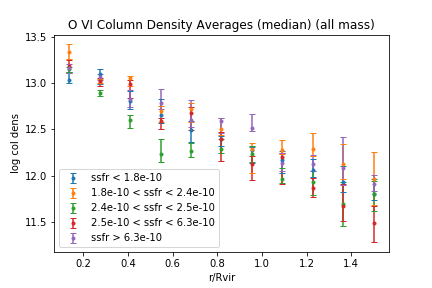 O VI Column Density Averages (median) (all mass)
13.5
13.0
12.5
12.0
11.5
log col dens
ssfr < 1.8e-10
1.8e-10 < ssfr < 2.4e-10
2.4e-10 < ssfr < 2.5e-10
2.5e-10 < ssfr < 6.3e-10
ssfr > 6.3e-10
0.2 0.4 0.6 0.8 1.0 1.2 1.4
r/Rvir